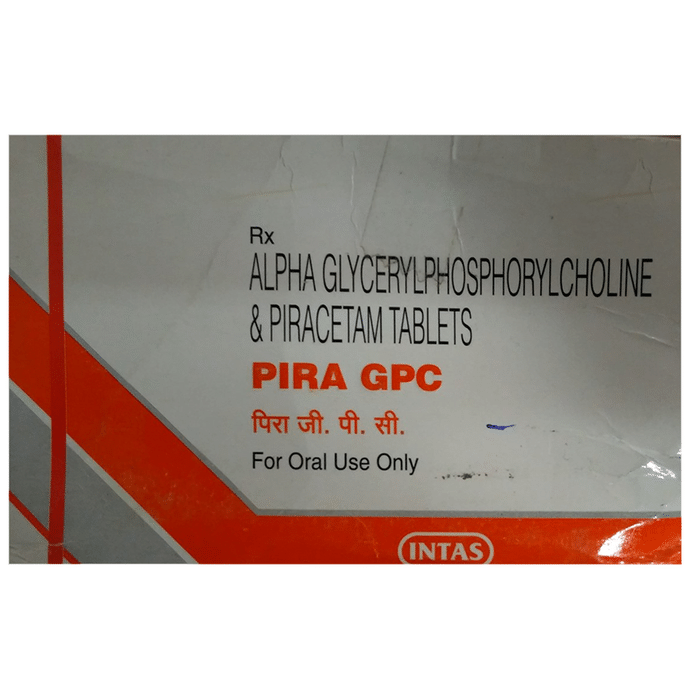 Rx
ALPHA GLYCERYLPHOSPHORYLCHOLINE
& PIRACETAM TABLETS
PIRA GPC
पिरा जी. पी. सी.
For Oral Use Only
INTAS